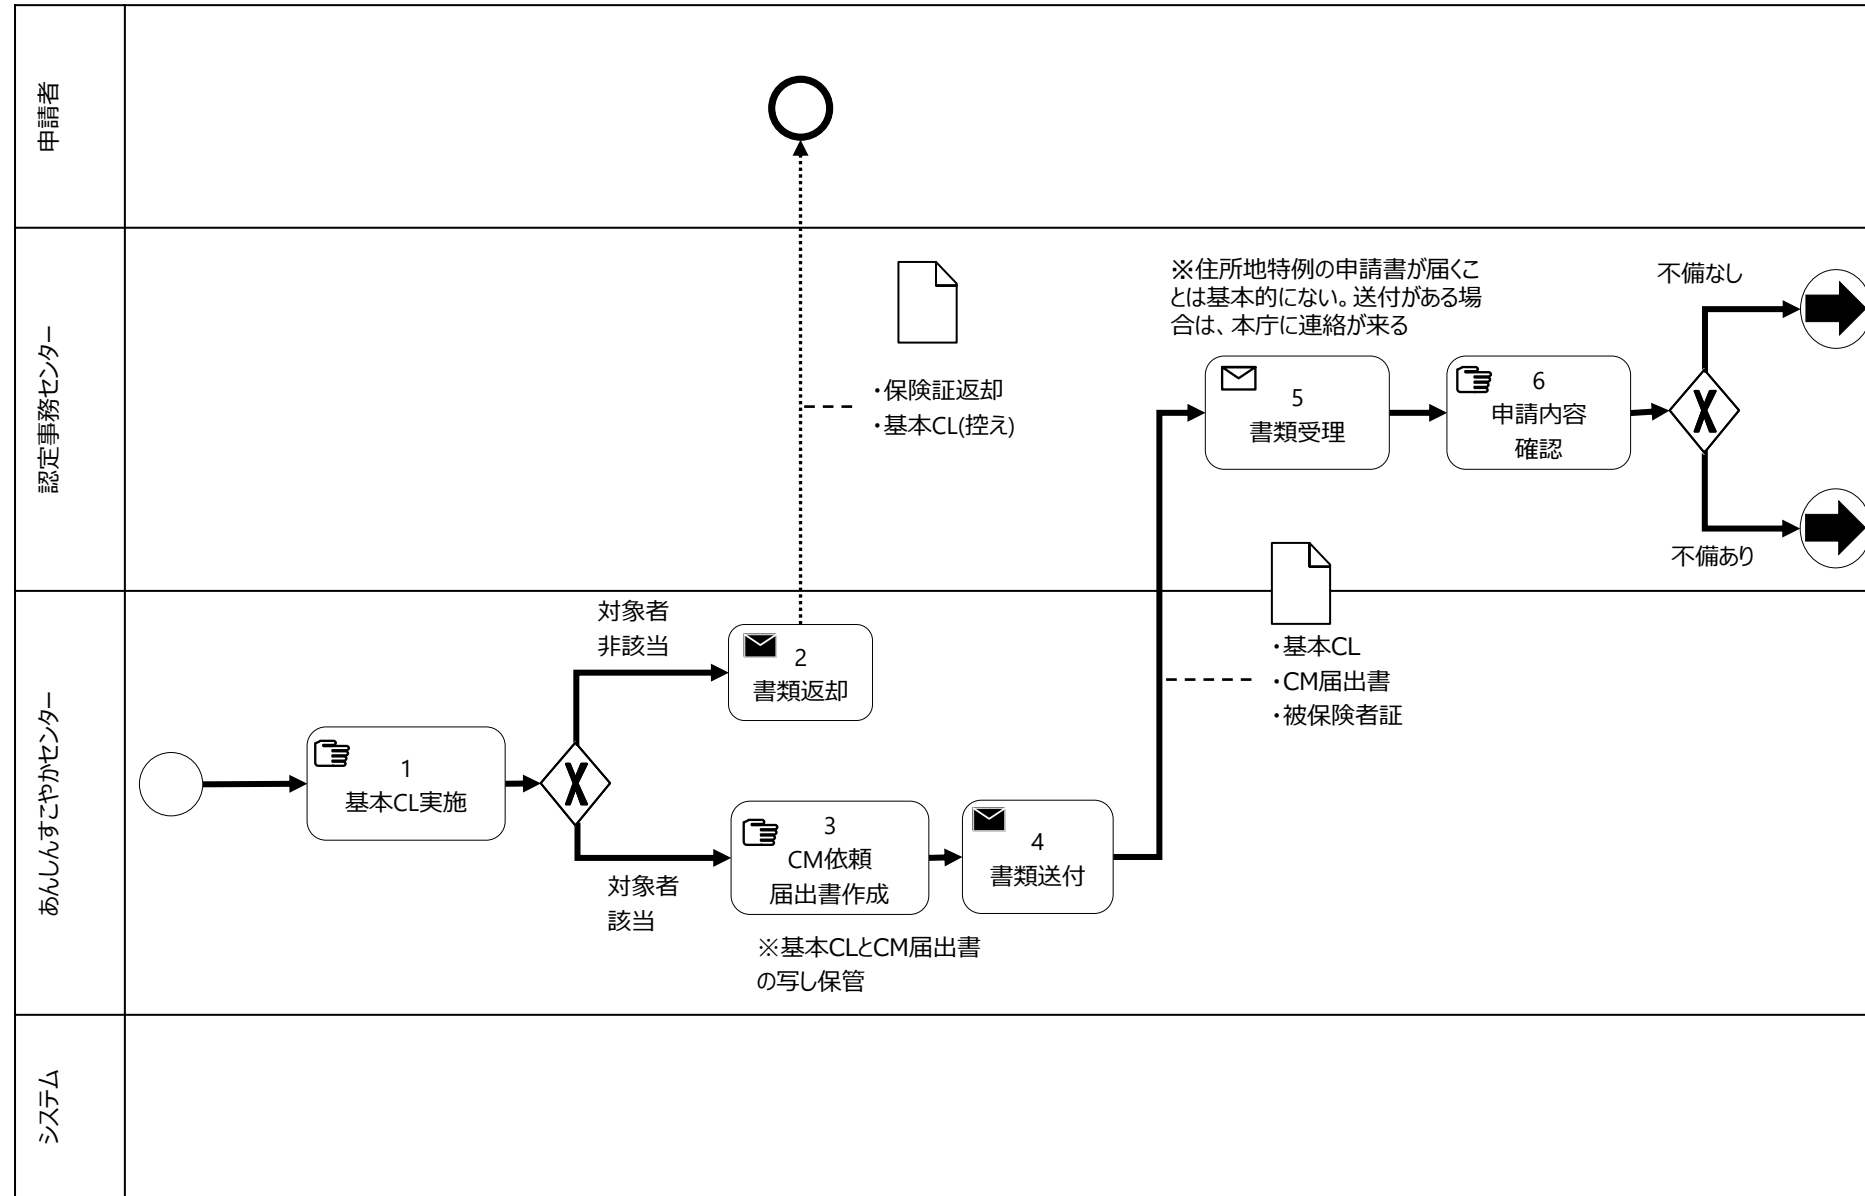 申請者
認定事務センター
※住所地特例の申請書が届くこ
とは基本的にない。送付がある場
合は、本庁に連絡が来る
不備なし
・保険証返却
・基本CL(控え)
5
書類受理
6
申請内容
確認
不備あり
あんしんすこやかセンター
対象者
非該当
2
書類返却
・基本CL
・CM届出書
・被保険者証
1
基本CL実施
X
X
対象者
該当
3
CM依頼
届出書作成
4
書類送付
※基本CLとCM届出書
の写し保管
システム